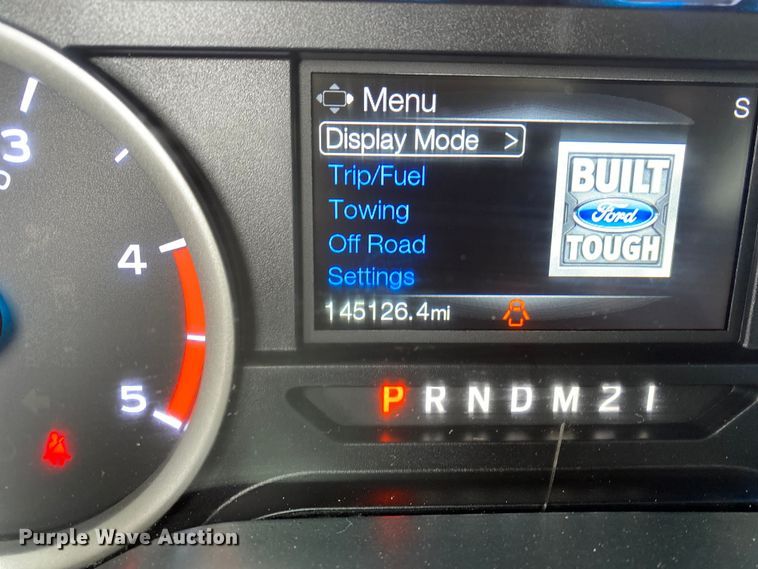 Menu
S
Display Mode >
Trip/Fuel
Towing
Off Road
Settings
145126.4mi
BUILT
Ford
TOUGH
3
4
5
P R N D M 2 1
Purple Wave Auction